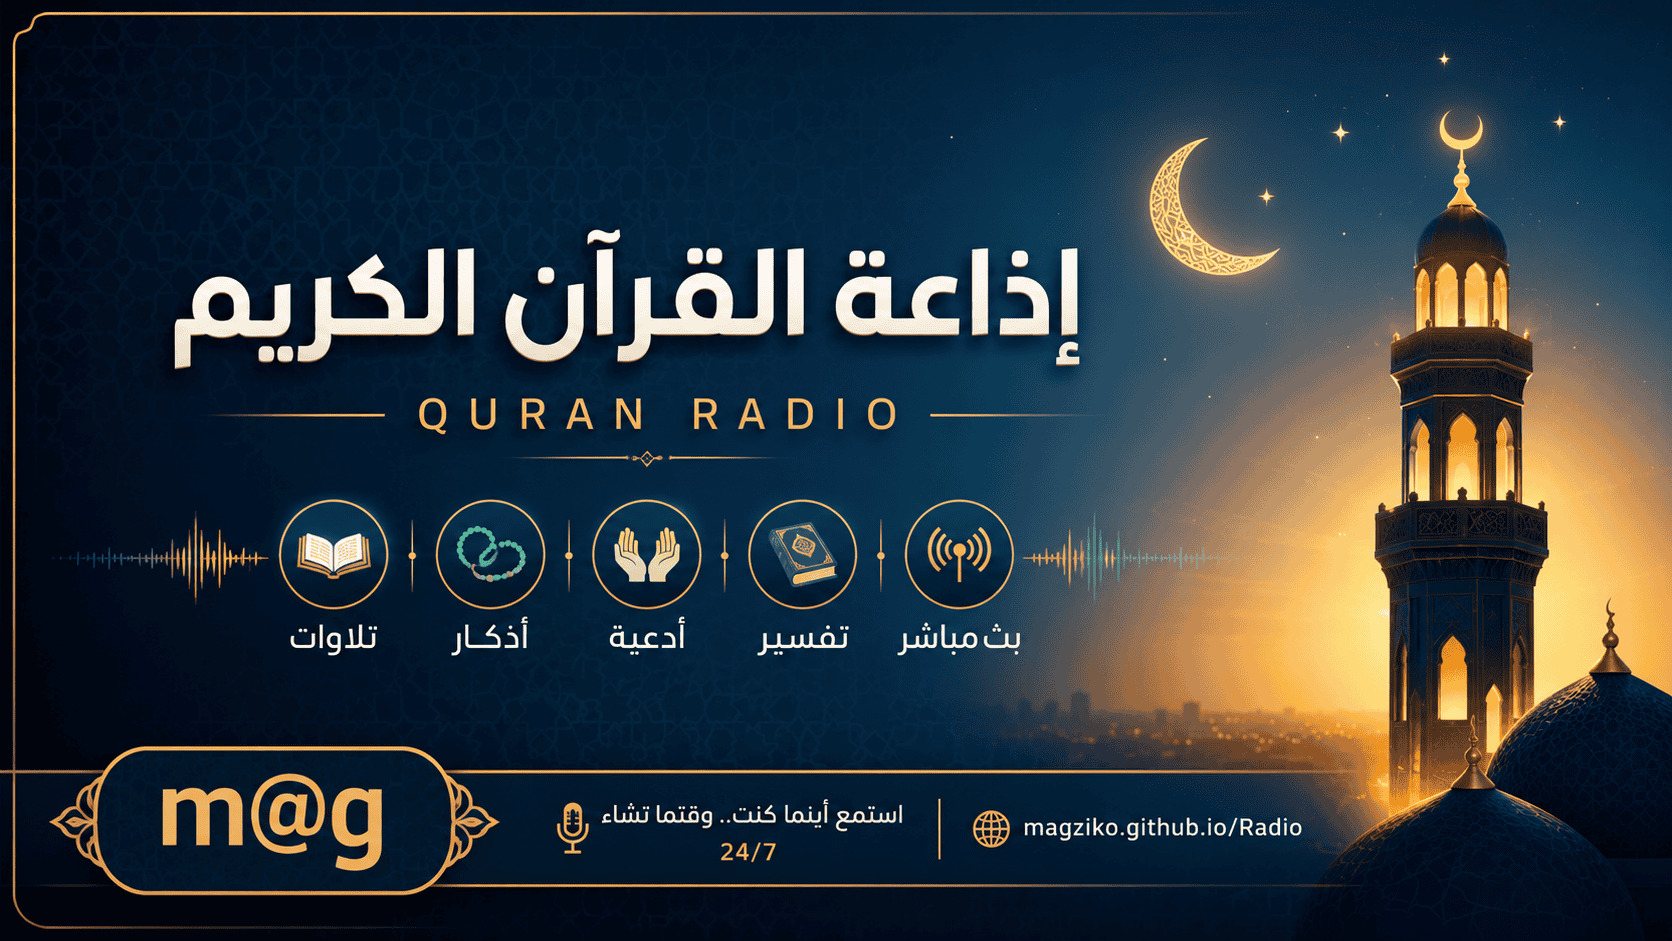 إذاعة القرآن الكريم
QURAN RADIO
بث مباشر
تفسير
أدعية
أذكار
تلاوات
m@g
استمع أينما كنت.. وقتما تشاء
24/7
magziko.github.io/Radio